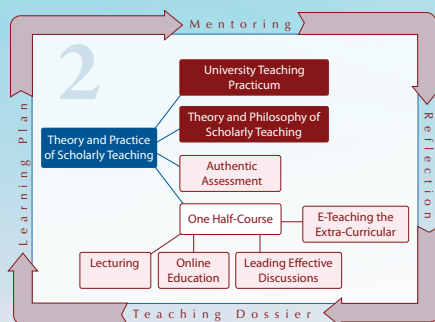 Mentoring
2
University Teaching
Practicum
Theory and Philosophy of
Scholarly Teaching
Theory and Practice
of Scholarly Teaching
Authentic
Assessment
One Half-Course
E-Teaching the
Extra-Curricular
Lecturing
Online
Education
Leading Effective
Discussions
Learning Plan
Reflection
Teaching Dossier